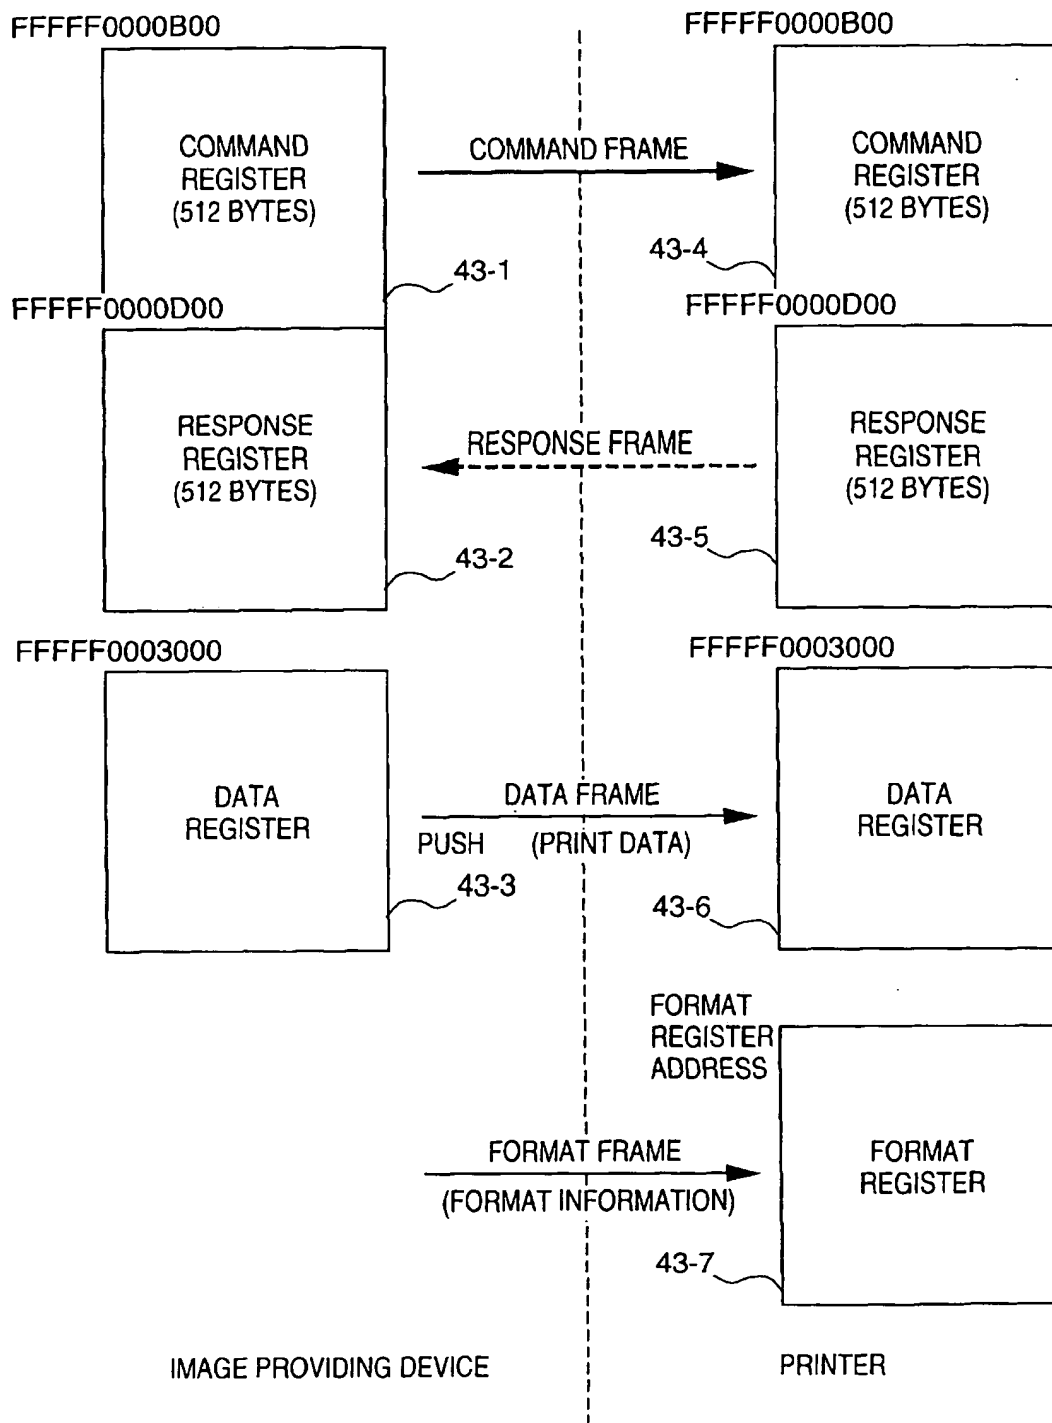 FFFFF0000B00
FFFFF0000B00
COMMAND
REGISTER
(512 BYTES)
COMMAND FRAME
COMMAND
REGISTER
(512 BYTES)
43-1
43-4
FFFFF0000D00
FFFFF0000D00
RESPONSE
REGISTER
(512 BYTES)
RESPONSE FRAME
RESPONSE
REGISTER
(512 BYTES)
43-2
43-5
FFFFF0003000
FFFFF0003000
DATA
REGISTER
DATA FRAME
PUSH (PRINT DATA)
DATA
REGISTER
43-3
43-6
FORMAT
REGISTER
ADDRESS
FORMAT FRAME
(FORMAT INFORMATION)
FORMAT
REGISTER
43-7
IMAGE PROVIDING DEVICE
PRINTER